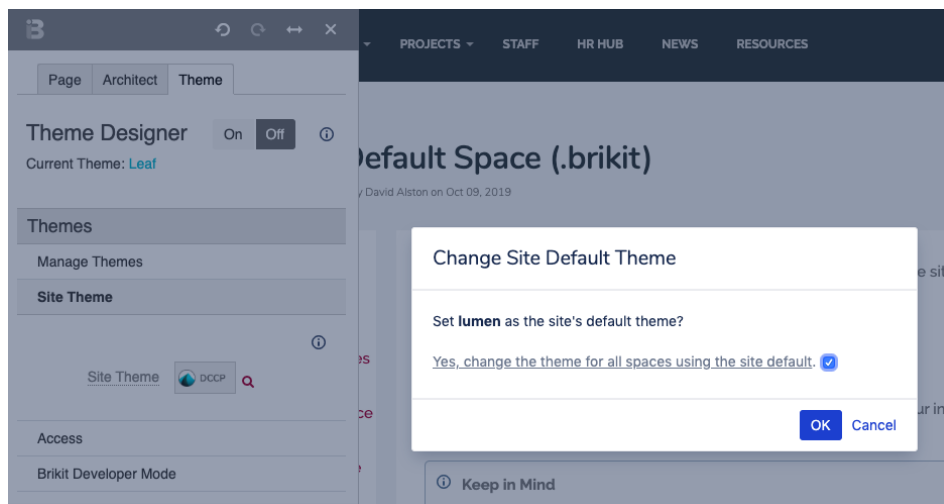 PROJECTS STAFF HR HUB NEWS RESOURCES
Page Architect Theme
Theme Designer On Off
Current Theme: Leaf
Default Space (.brikit)
by David Alston on Oct 09, 2019
Themes
Manage Themes
Site Theme
Site Theme DCCP
Access
Brikit Developer Mode
Change Site Default Theme
Set lumen as the site's default theme?
Yes, change the theme for all spaces using the site default.
OK Cancel
Keep in Mind